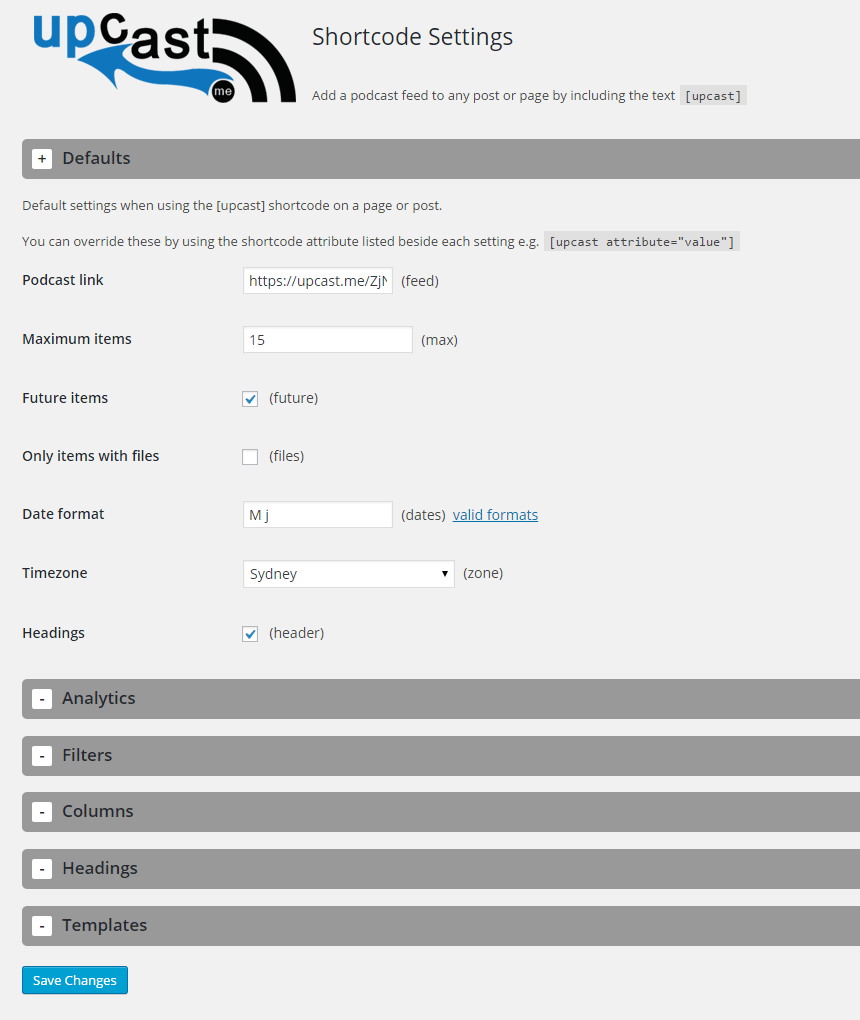 upcast
me
Shortcode Settings
Add a podcast feed to any post or page by including the text [upcast]
+ Defaults
Default settings when using the [upcast] shortcode on a page or post.
You can override these by using the shortcode attribute listed beside each setting e.g. [upcast attribute="value"]
Podcast link https://upcast.me/Zj (feed)
Maximum items 15 (max)
Future items (future)
Only items with files (files)
Date format M j (dates) valid formats
Timezone Sydney (zone)
Headings (header)
- Analytics
- Filters
- Columns
- Headings
- Templates
Save Changes